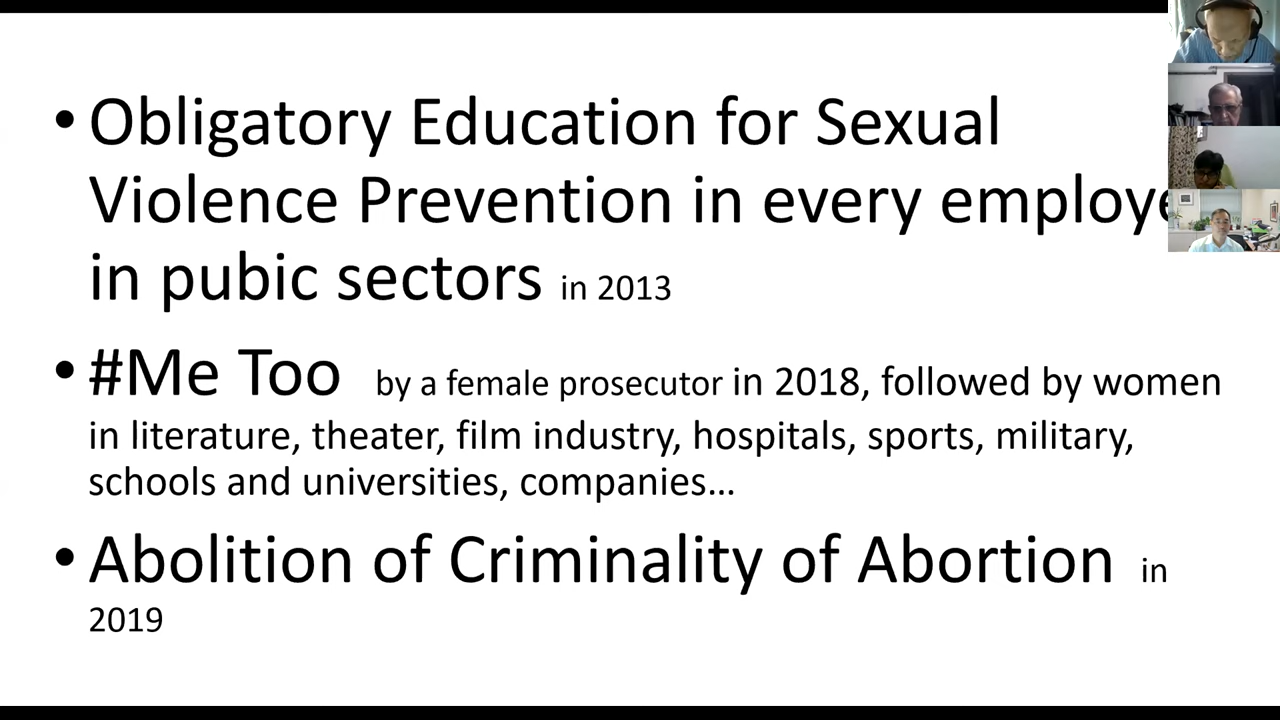 • Obligatory Education for Sexual
Violence Prevention in every
in pubic sectors in 2013
• #Me Too by a female prosecutor in 2018, followed by women
in literature, theater, film industry, hospitals, sports, military,
schools and universities, companies…
• Abolition of Criminality of Abortion in
2019